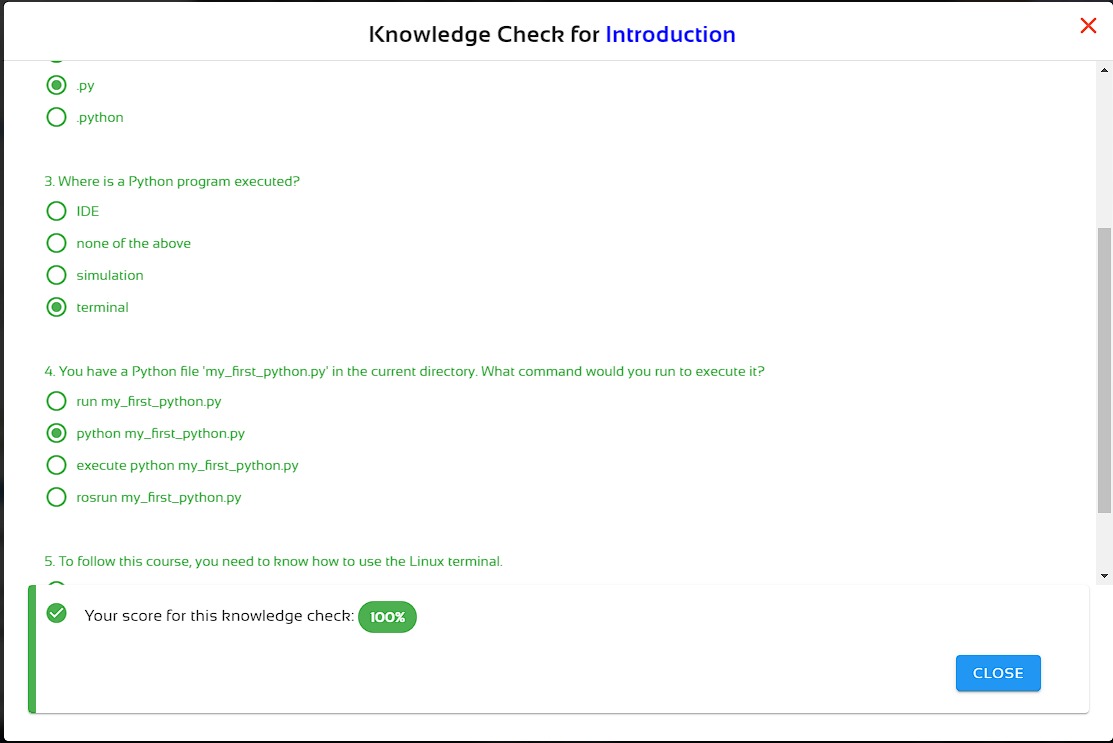 Knowledge Check for Introduction
.py
.python
3. Where is a Python program executed?
IDE
none of the above
simulation
terminal
4. You have a Python file 'my_first_python.py' in the current directory. What command would you run to execute it?
run my_first_python.py
python my_first_python.py
execute python my_first_python.py
rosrun my_first_python.py
5. To follow this course, you need to know how to use the Linux terminal.
Your score for this knowledge check: 100%
CLOSE